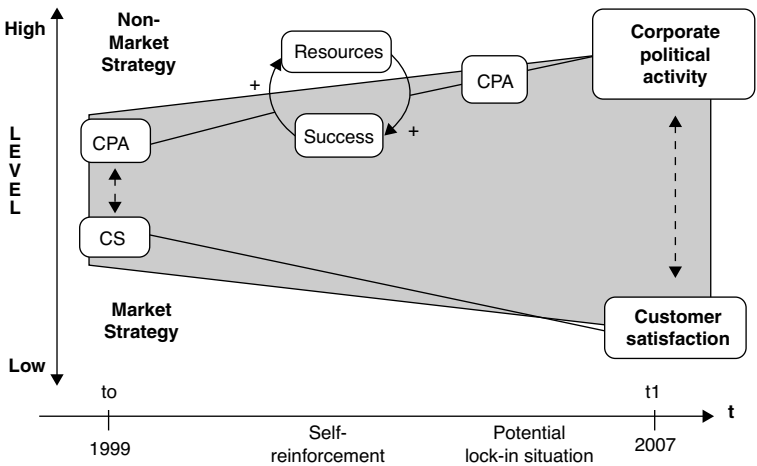 High
Non-
Market
Strategy
Resources
CPA
Corporate
political
activity
+
Success
+
CPA
LEVEL
CS
Market
Strategy
Customer
satisfaction
Low
to
t1
t
1999
Self-
reinforcement
Potential
lock-in situation
2007